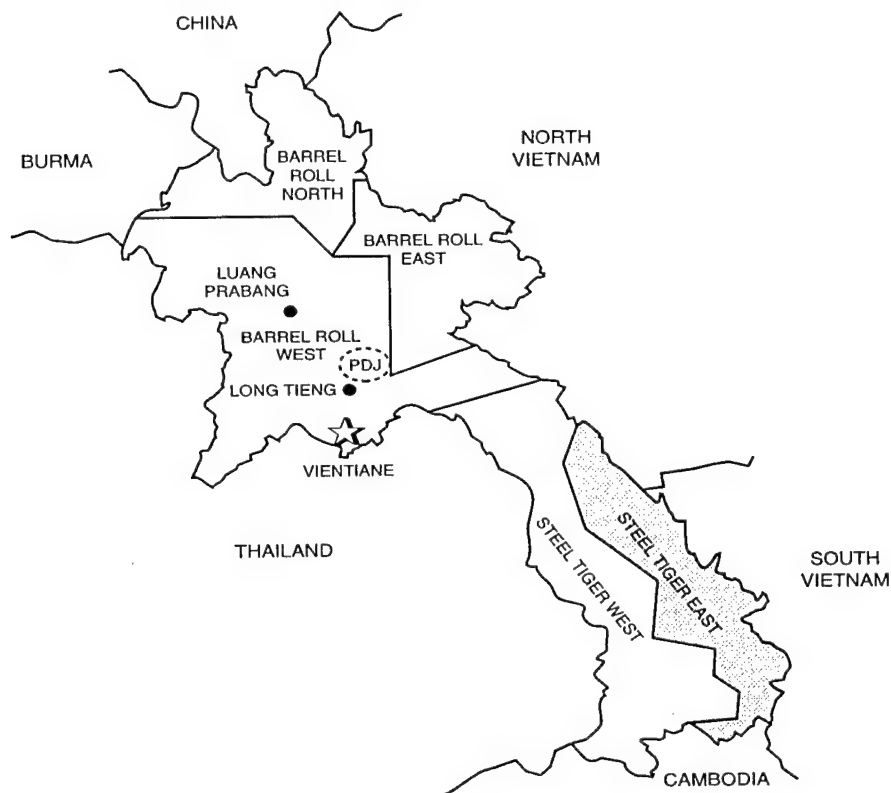 CHINA
BURMA
BARREL
ROLL
NORTH
NORTH
VIETNAM
BARREL ROLL
EAST
LUANG
PRABANG
BARREL ROLL
WEST
PDJ
LONG TIENG
VIENTIANE
THAILAND
STEEL TIGER WEST
STEEL TIGER EAST
SOUTH
VIETNAM
CAMBODIA